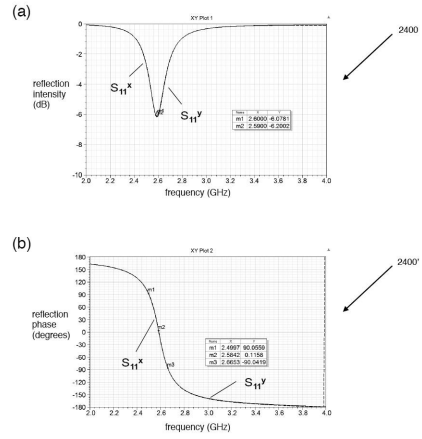 (a)
XY Plot 1
2400
0
-2
-4
-6
-8
-10
reflection
intensity
(dB)
S11x
S11y
Name X Y
m1 2.6000 -6.0781
m2 2.5900 -6.2002
2.0 2.2 2.4 2.6 2.8 3.0 3.2 3.4 3.6 3.8 4.0
frequency (GHz)
(b)
XY Plot 2
2400'
180
150
120
90
60
30
0
-30
-60
-90
-120
-150
-180
reflection
phase
(degrees)
m1
m2
m3
S11x
S11y
Name X Y
m1 2.4997 90.0559
m2 2.5842 0.1158
m3 2.6653 -90.0419
2.0 2.2 2.4 2.6 2.8 3.0 3.2 3.4 3.6 3.8 4.0
frequency (GHz)